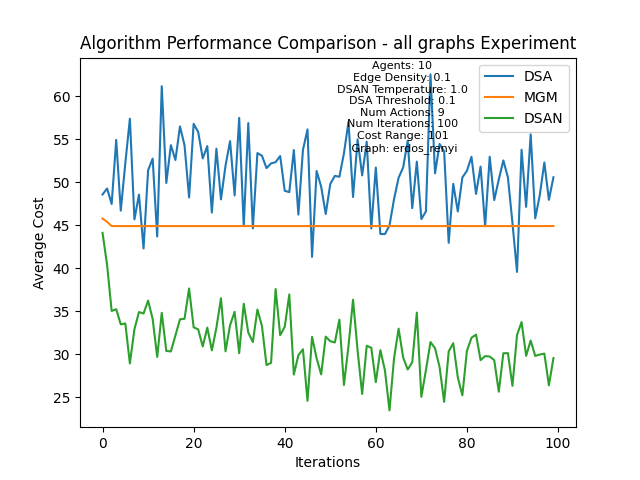 Algorithm Performance Comparison - all graphs Experiment
Agents: 10
Edge Density: 0.1
DSAN Temperature: 1.0
DSA Threshold: 0.1
Num Actions: 9
Num Iterations: 100
Cost Range: 101
Graph: erdos_renyi
DSA
MGM
DSAN
Average Cost
60
55
50
45
40
35
30
25
0
20
40
60
80
100
Iterations